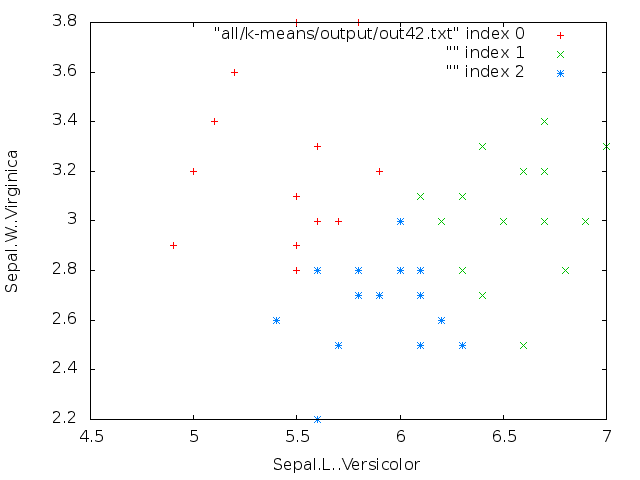 3.8
3.6
3.4
3.2
3
2.8
2.6
2.4
2.2
4.5 5 5.5 6 6.5 7
Sepal.W..Virginica
Sepal.L..Versicolor
"all/k-means/output/out42.txt" index 0
"" index 1
"" index 2